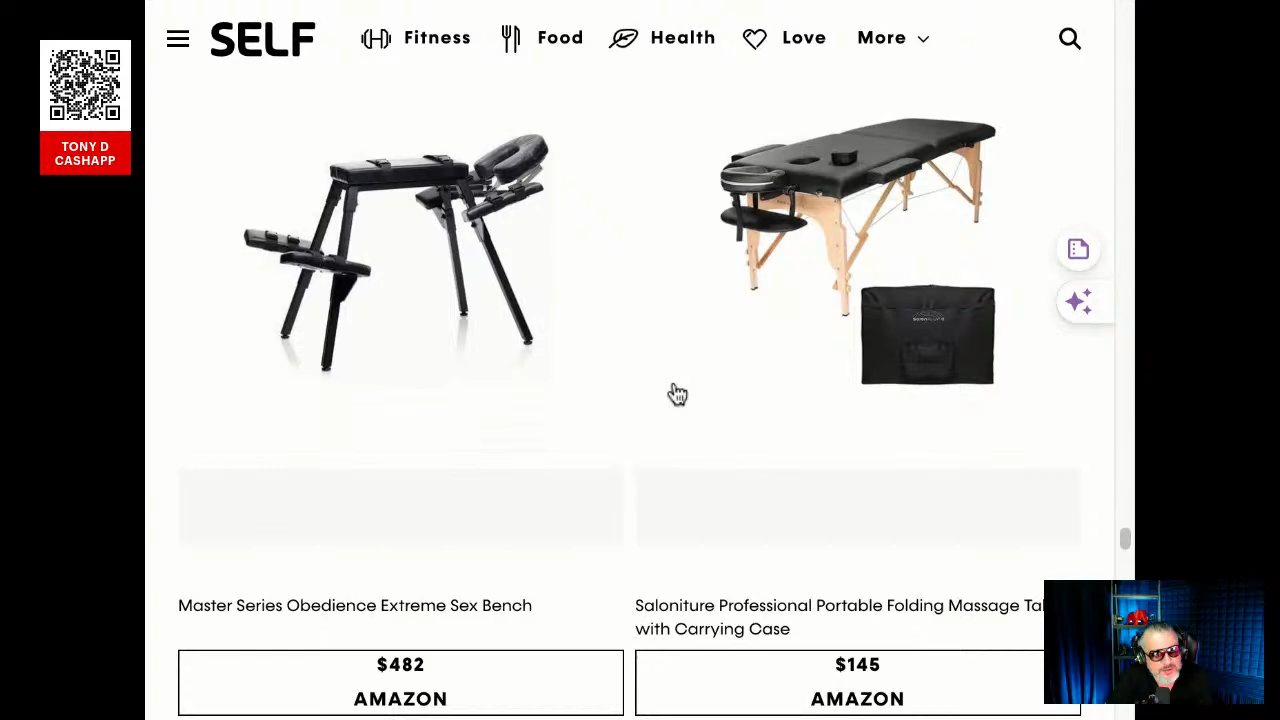 SELF
Fitness
Food
Health
Love
More
TONY D
CASHAPP
Master Series Obedience Extreme Sex Bench
$482
AMAZON
Saloniture Professional Portable Folding Massage
with Carrying Case
$145
AMAZON